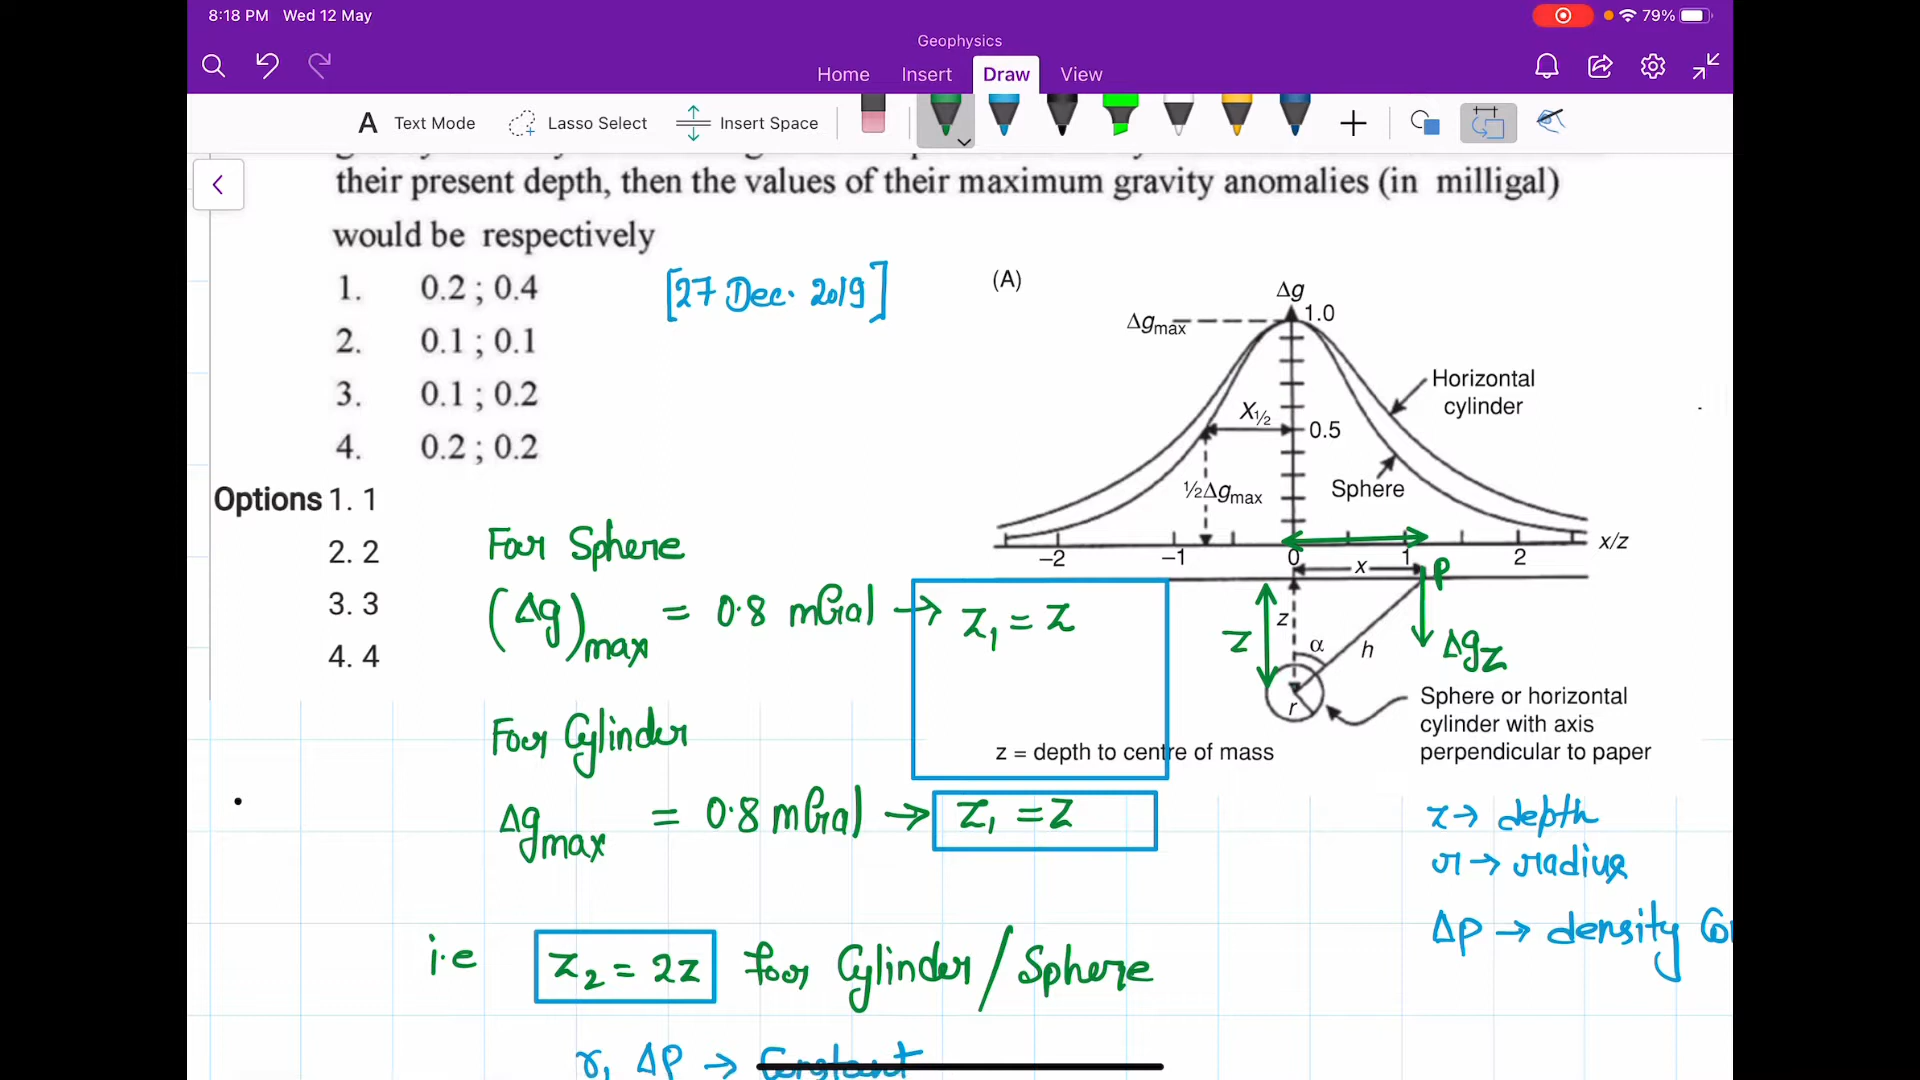 8:18 PM Wed 12 May
79%
Geophysics
Home Insert Draw View
A Text Mode Lasso Select Insert Space
their present depth, then the values of their maximum gravity anomalies (in milligal)
would be respectively
1. 0.2 ; 0.4
2. 0.1 ; 0.1
3. 0.1 ; 0.2
4. 0.2 ; 0.2
[27 Dec. 2019]
Options 1. 1
2. 2
3. 3
4. 4
(A)
Δg
1.0
Δgmax
Horizontal
cylinder
X½
0.5
½Δgmax
Sphere
x/z
−2 −1 0 1 2
x
P
z
z
α
h
Δgz
r
Sphere or horizontal
cylinder with axis
perpendicular to paper
z = depth to centre of mass
For Sphere
(Δg)max = 0.8 mGal → z1 = z
For Cylinder
Δgmax = 0.8 mGal → z1 = z
z → depth
r → radius
Δρ → density
i.e z2 = 2z for Cylinder / Sphere
r, Δρ → Constant